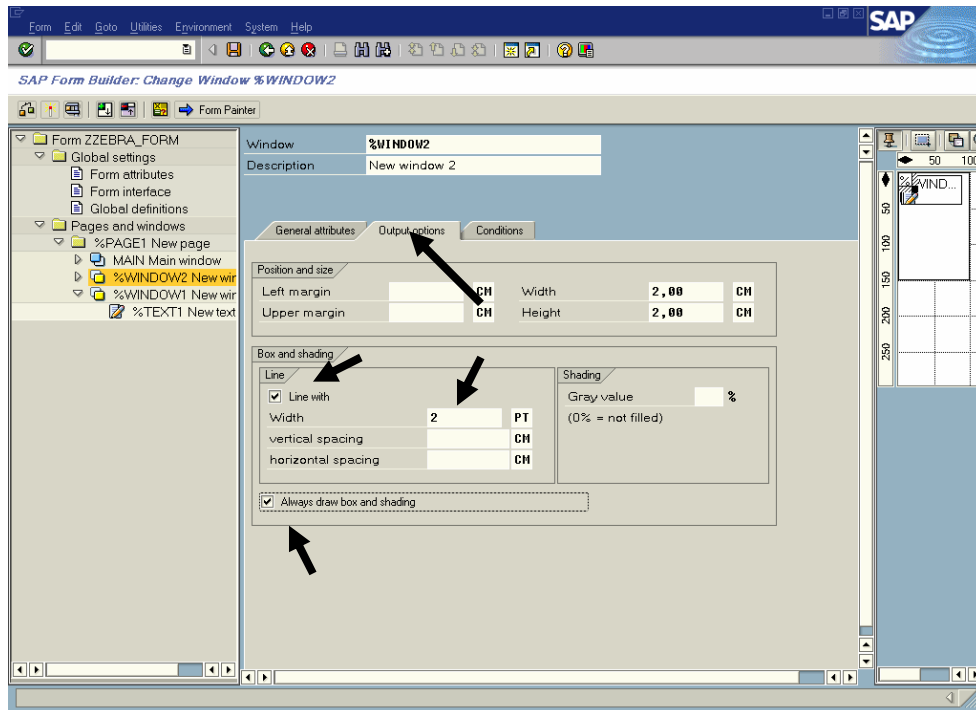 Form Edit Goto Utilities Environment System Help
SAP
SAP Form Builder: Change Window %WINDOW2
Form Painter
Form ZZEBRA_FORM
Global settings
Form attributes
Form interface
Global definitions
Pages and windows
%PAGE1 New page
MAIN Main window
%WINDOW2 New wir
%WINDOW1 New wir
%TEXT1 New text
Window %WINDOW2
Description New window 2
General attributes Output options Conditions
Position and size
Left margin CM Width 2,00 CM
Upper margin CM Height 2,00 CM
Box and shading
Line
Line with
Width 2 PT
vertical spacing CM
horizontal spacing CM
Shading
Gray value %
(0% = not filled)
Always draw box and shading
50 100
50
100
150
200
250
WIND...